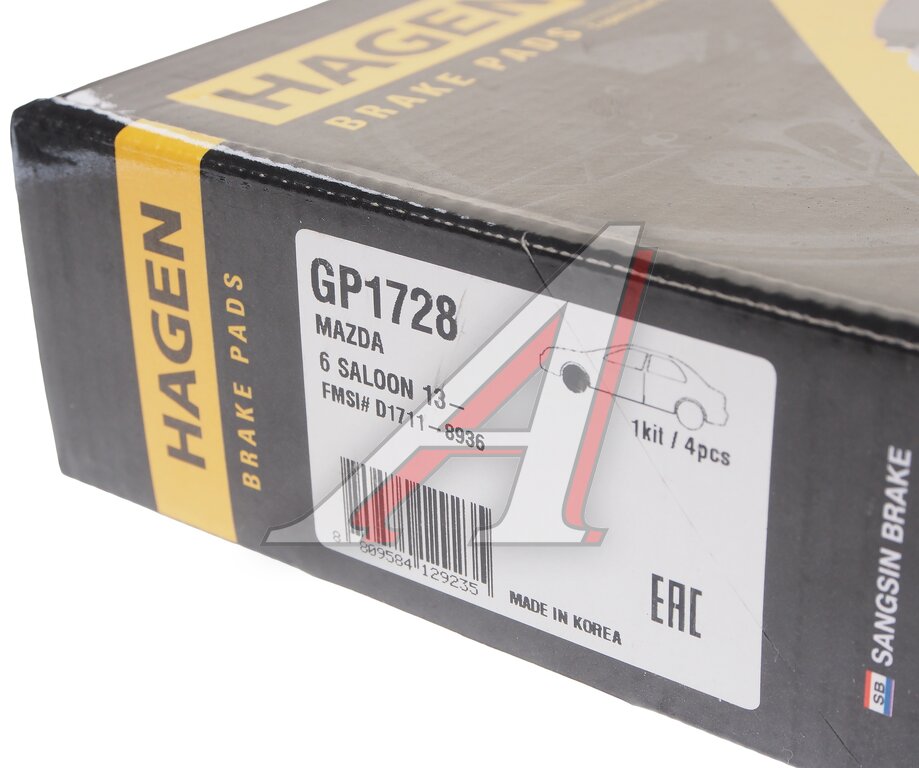 HAGEN
BRAKE PADS
HAGEN
BRAKE PADS
GP1728
MAZDA
6 SALOON 13-
FMSI# D1711-8936
1kit / 4pcs
8 809584 129235
MADE IN KOREA
EAC
SB SANGSIN BRAKE